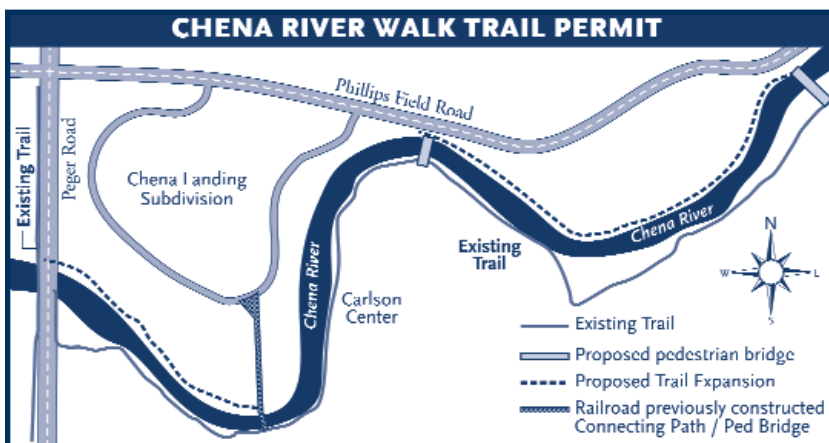 CHENA RIVER WALK TRAIL PERMIT
Phillips Field Road
Existing Trail
Peger Road
Chena Landing
Subdivision
Chena River
Existing
Trail
Chena River
Carlson
Center
N
W
L
S
Existing Trail
Proposed pedestrian bridge
Proposed Trail Expansion
Railroad previously constructed
Connecting Path / Ped Bridge